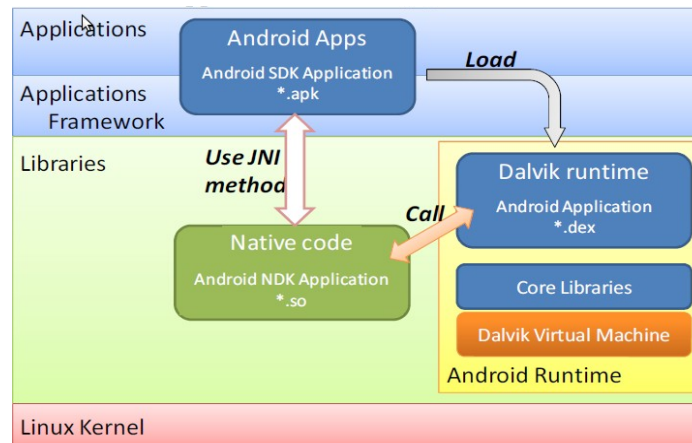 Applications
Android Apps
Android SDK Application
*.apk
Load
Applications
Framework
Libraries
Use JNI
method
Dalvik runtime
Android Application
*.dex
Call
Native code
Android NDK Application
*.so
Core Libraries
Dalvik Virtual Machine
Android Runtime
Linux Kernel